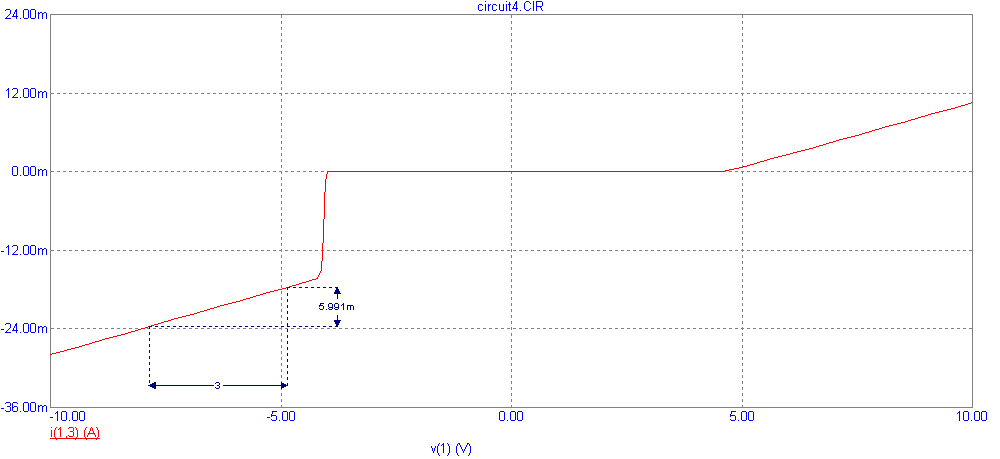 circuit4.CIR
24.00m
12.00m
0.00m
-12.00m
5.991m
-24.00m
3
-36.00m
-10.00 -5.00 0.00 5.00 10.00
i(1,3) (A)
v(1) (V)